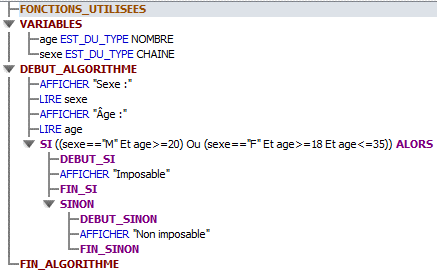 FONCTIONS_UTILISEES
VARIABLES
age EST_DU_TYPE NOMBRE
sexe EST_DU_TYPE CHAINE
DEBUT_ALGORITHME
AFFICHER "Sexe :"
LIRE sexe
AFFICHER "Âge :"
LIRE age
SI ((sexe=="M" Et age>=20) Ou (sexe=="F" Et age>=18 Et age<=35)) ALORS
DEBUT_SI
AFFICHER "Imposable"
FIN_SI
SINON
DEBUT_SINON
AFFICHER "Non imposable"
FIN_SINON
FIN_ALGORITHME